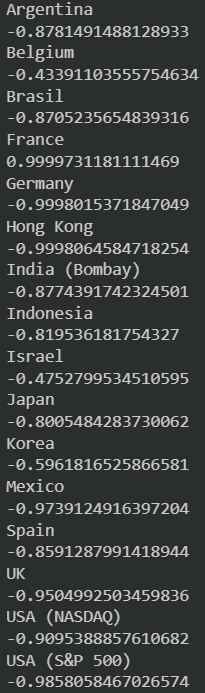 Argentina
-0.8781491488128933
Belgium
-0.43391103555754634
Brasil
-0.8705235654839316
France
0.9999731181111469
Germany
-0.9998015371847049
Hong Kong
-0.9998064584718254
India (Bombay)
-0.8774391742324501
Indonesia
-0.819536181754327
Israel
-0.4752799534510595
Japan
-0.8005484283730062
Korea
-0.5961816525866581
Mexico
-0.9739124916397204
Spain
-0.8591287991418944
UK
-0.9504992503459836
USA (NASDAQ)
-0.9095388857610682
USA (S&P 500)
-0.9858058467026574